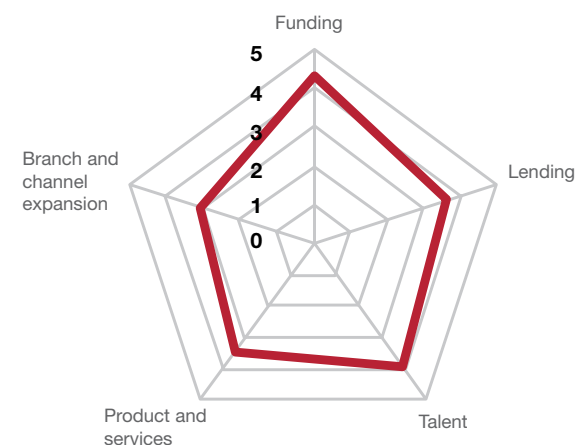 Funding
5
4
3
2
1
0
Branch and
channel
expansion
Lending
Product and
services
Talent